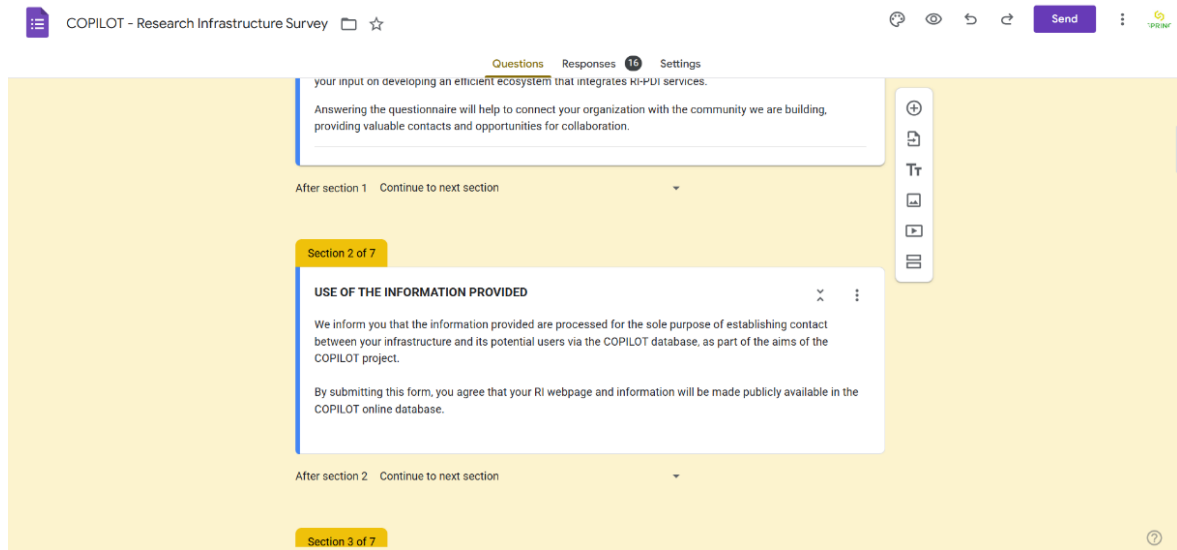 COPILOT - Research Infrastructure Survey
Send
Questions Responses 16 Settings
your input on developing an efficient ecosystem that integrates RI-PDI services.
Answering the questionnaire will help to connect your organization with the community we are building,
providing valuable contacts and opportunities for collaboration.
After section 1 Continue to next section
Section 2 of 7
USE OF THE INFORMATION PROVIDED
We inform you that the information provided are processed for the sole purpose of establishing contact
between your infrastructure and its potential users via the COPILOT database, as part of the aims of the
COPILOT project.
By submitting this form, you agree that your RI webpage and information will be made publicly available in the
COPILOT online database.
After section 2 Continue to next section
Section 3 of 7